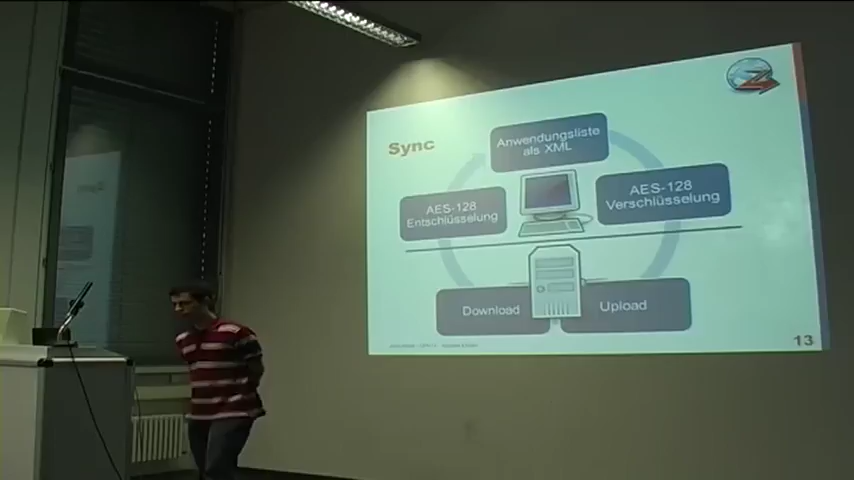 Sync
Anwendungsliste
als XML
AES-128
Entschlüsselung
AES-128
Verschlüsselung
Download
Upload
13